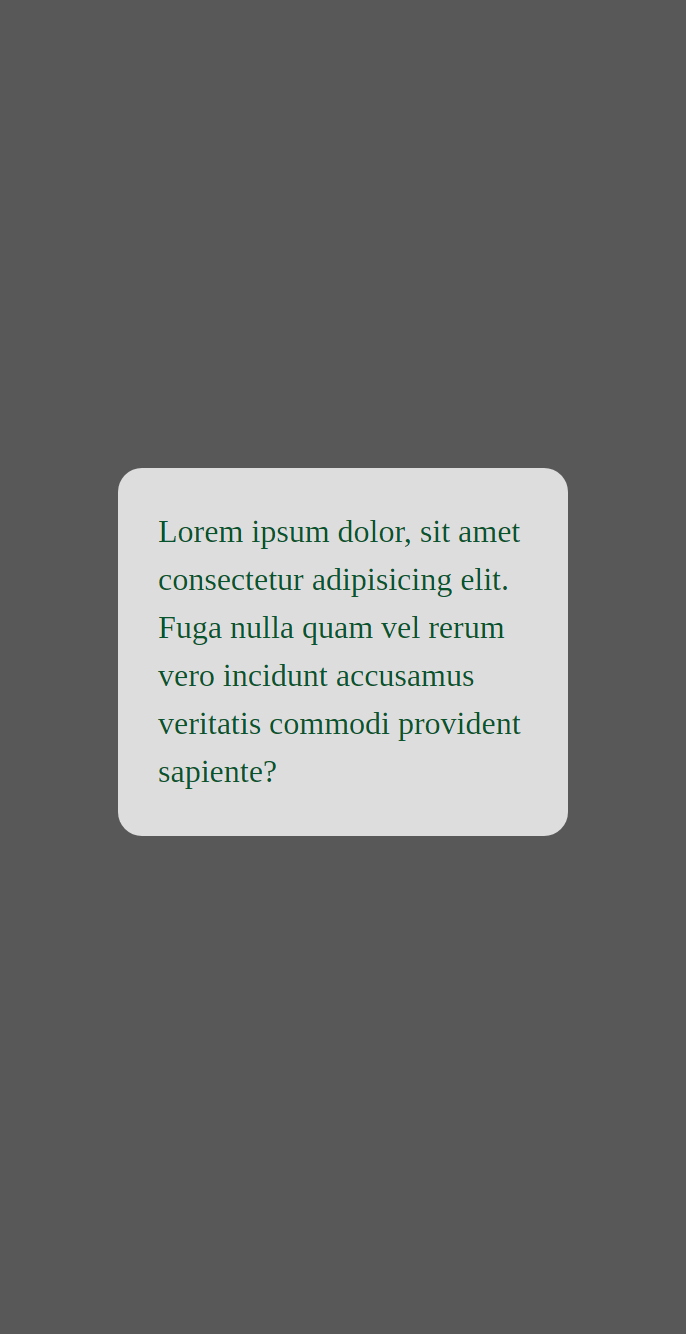 Lorem ipsum dolor, sit amet
consectetur adipisicing elit.
Fuga nulla quam vel rerum
vero incidunt accusamus
veritatis commodi provident
sapiente?